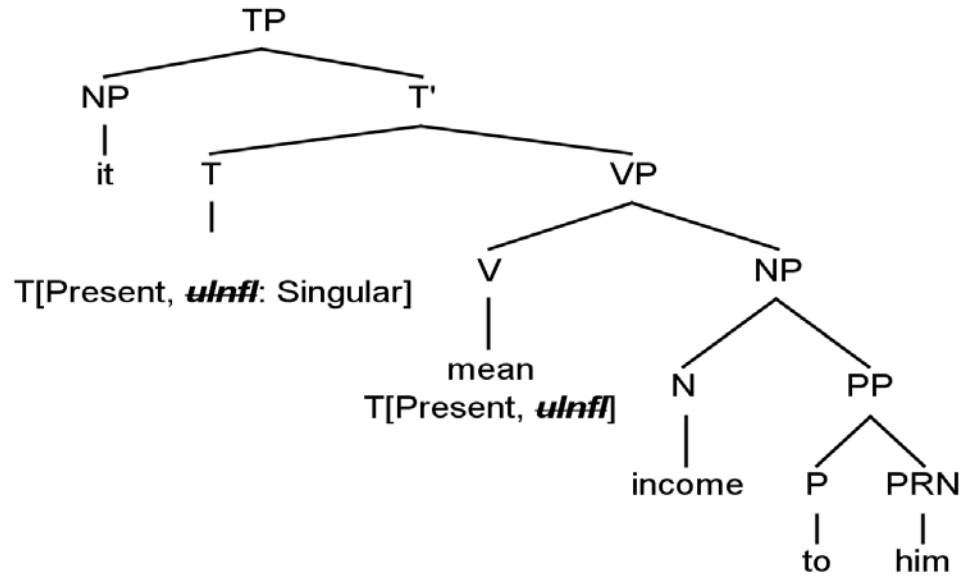 TP
NP T'
it T VP
T[Present, uInfl: Singular] V NP
mean N PP
T[Present, uInfl]
income P PRN
to him